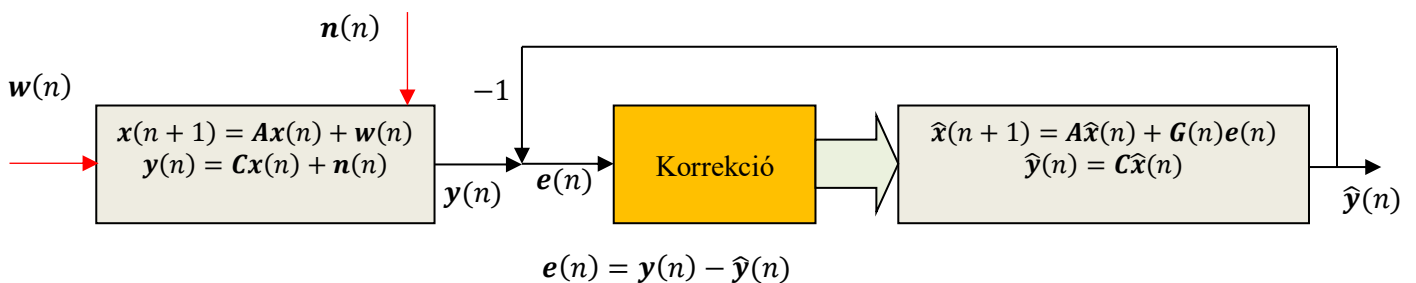 𝒏(𝑛)
𝒘(𝑛)
−1
𝒙(𝑛 + 1) = 𝑨𝒙(𝑛) + 𝒘(𝑛)
𝒚(𝑛) = 𝑪𝒙(𝑛) + 𝒏(𝑛)
𝒚(𝑛)
𝒆(𝑛)
Korrekció
𝒙̂(𝑛 + 1) = 𝑨𝒙̂(𝑛) + 𝑮(𝑛)𝒆(𝑛)
𝒚̂(𝑛) = 𝑪𝒙̂(𝑛)
𝒚̂(𝑛)
𝒆(𝑛) = 𝒚(𝑛) − 𝒚̂(𝑛)